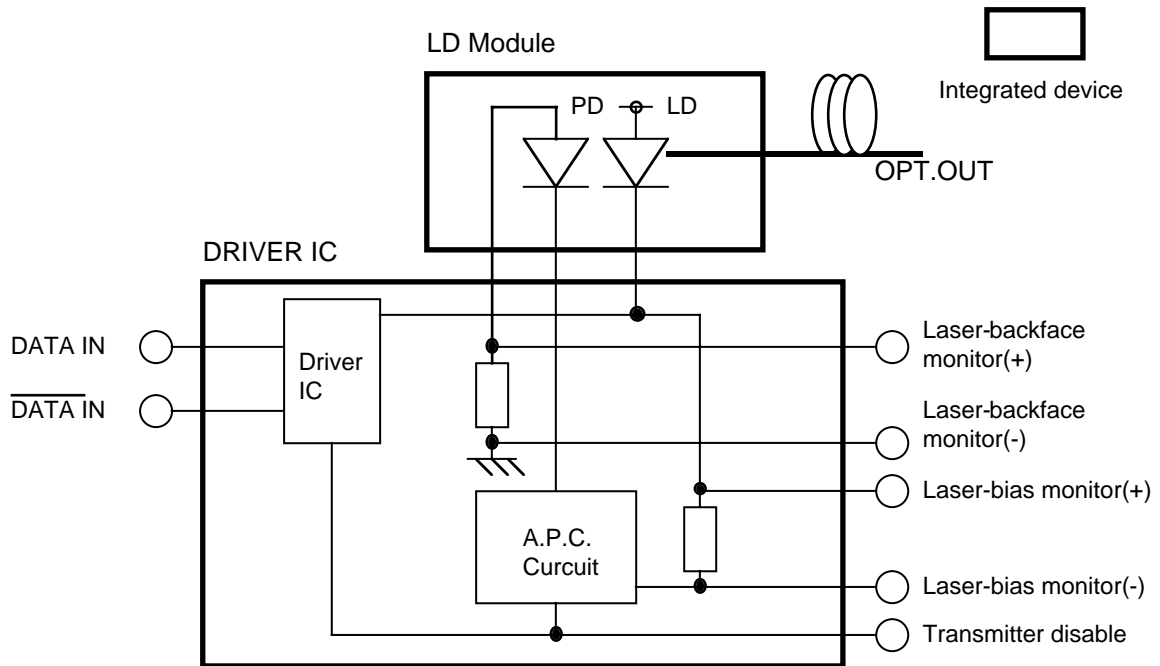 LD Module
Integrated device
PD
LD
OPT.OUT
DRIVER IC
DATA IN
DATA IN
Driver
IC
Laser-backface
monitor(+)
Laser-backface
monitor(-)
Laser-bias monitor(+)
A.P.C.
Curcuit
Laser-bias monitor(-)
Transmitter disable